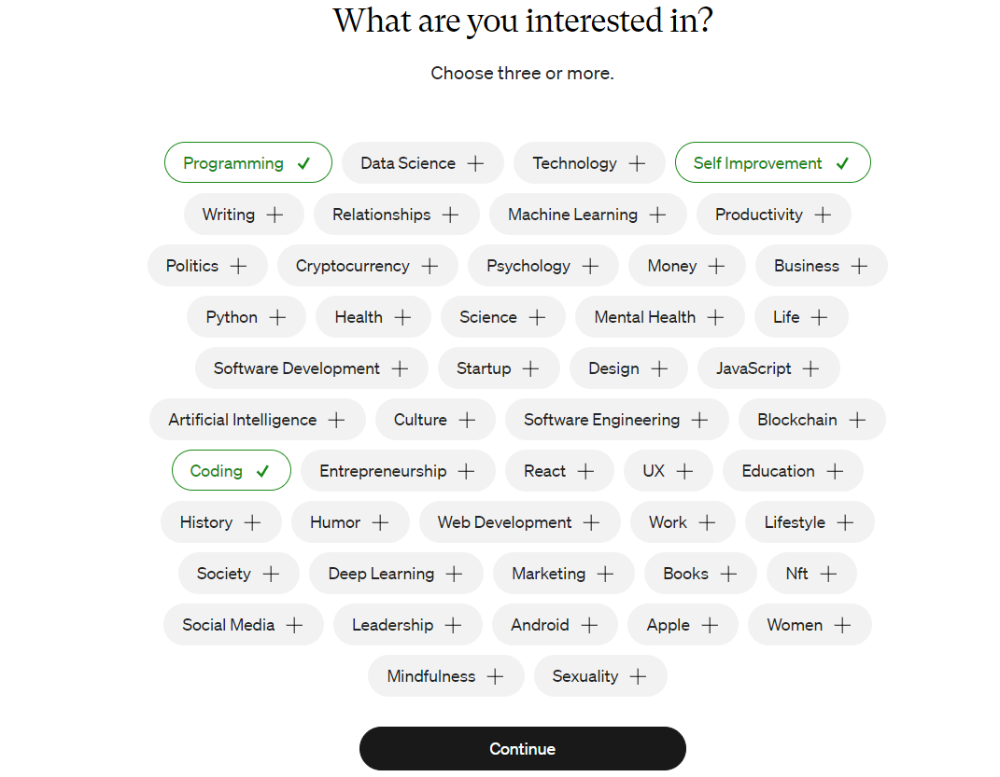 What are you interested in?
Choose three or more.
Programming Data Science Technology Self Improvement
Writing Relationships Machine Learning Productivity
Politics Cryptocurrency Psychology Money Business
Python Health Science Mental Health Life
Software Development Startup Design JavaScript
Artificial Intelligence Culture Software Engineering Blockchain
Coding Entrepreneurship React UX Education
History Humor Web Development Work Lifestyle
Society Deep Learning Marketing Books Nft
Social Media Leadership Android Apple Women
Mindfulness Sexuality
Continue